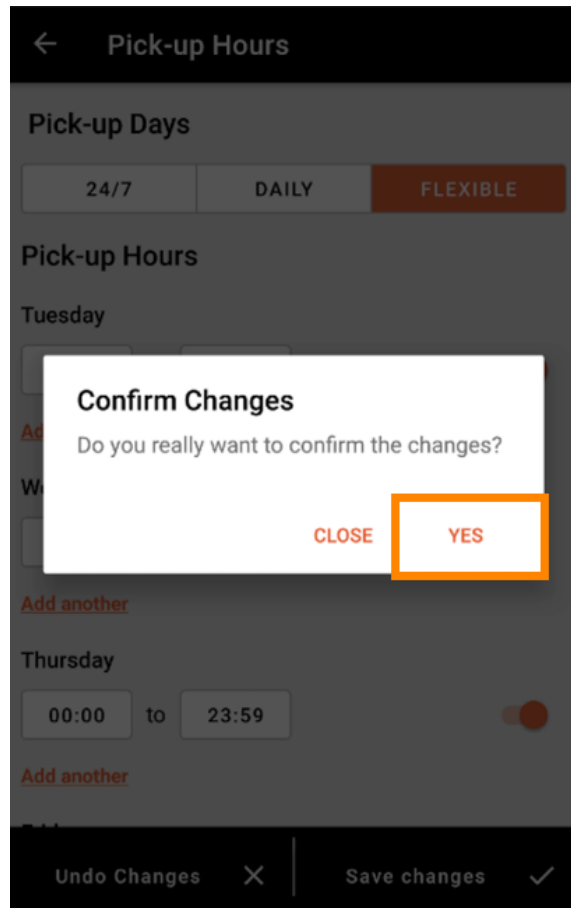 Pick-up Hours
Pick-up Days
24/7 DAILY FLEXIBLE
Pick-up Hours
Tuesday
Confirm Changes
Do you really want to confirm the changes?
CLOSE YES
Add another
Thursday
00:00 to 23:59
Add another
Undo Changes Save changes